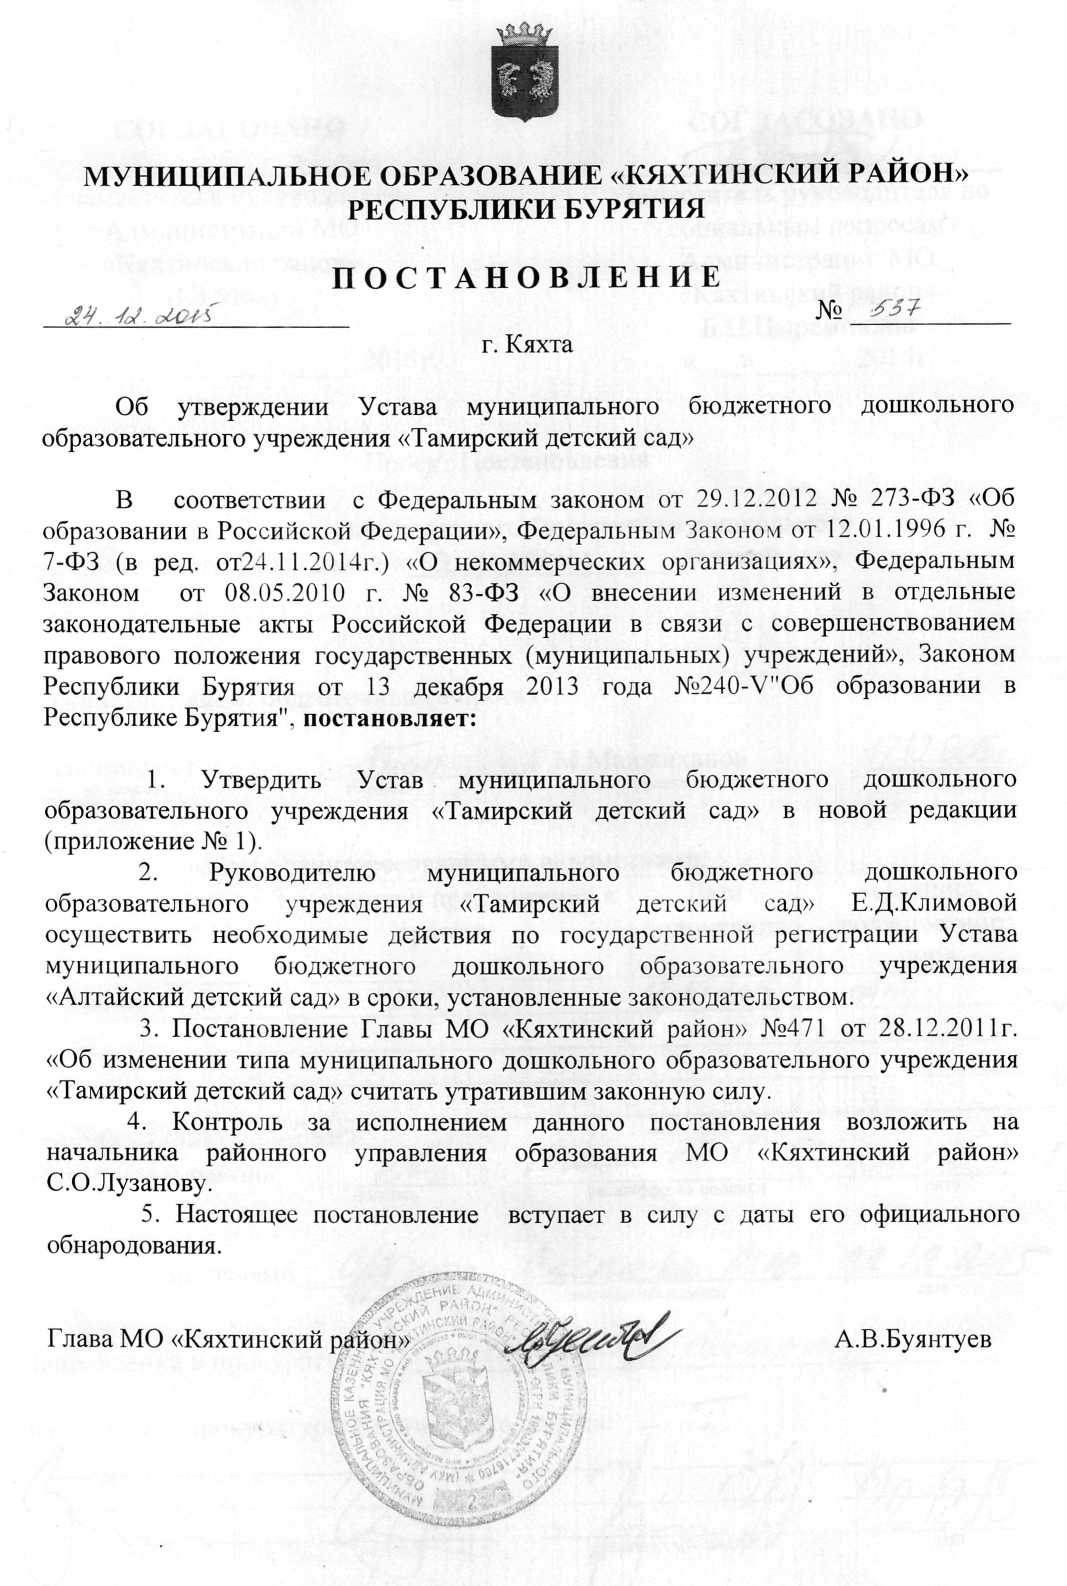 МУНИЦИПАЛЬНОЕ ОБРАЗОВАНИЕ «КЯХТИНСКИЙ РАЙОН»
РЕСПУБЛИКИ БУРЯТИЯ
П О С Т А Н О В Л Е Н И Е
24.12.2015 № 537
г. Кяхта
Об утверждении Устава муниципального бюджетного дошкольного
образовательного учреждения «Тамирский детский сад»
В соответствии с Федеральным законом от 29.12.2012 № 273-ФЗ «Об
образовании в Российской Федерации», Федеральным Законом от 12.01.1996 г. №
7-ФЗ (в ред. от24.11.2014г.) «О некоммерческих организациях», Федеральным
Законом от 08.05.2010 г. № 83-ФЗ «О внесении изменений в отдельные
законодательные акты Российской Федерации в связи с совершенствованием
правового положения государственных (муниципальных) учреждений», Законом
Республики Бурятия от 13 декабря 2013 года №240-V"Об образовании в
Республике Бурятия", постановляет:
1. Утвердить Устав муниципального бюджетного дошкольного
образовательного учреждения «Тамирский детский сад» в новой редакции
(приложение № 1).
2. Руководителю муниципального бюджетного дошкольного
образовательного учреждения «Тамирский детский сад» Е.Д.Климовой
осуществить необходимые действия по государственной регистрации Устава
муниципального бюджетного дошкольного образовательного учреждения
«Алтайский детский сад» в сроки, установленные законодательством.
3. Постановление Главы МО «Кяхтинский район» №471 от 28.12.2011г.
«Об изменении типа муниципального дошкольного образовательного учреждения
«Тамирский детский сад» считать утратившим законную силу.
4. Контроль за исполнением данного постановления возложить на
начальника районного управления образования МО «Кяхтинский район»
С.О.Лузанову.
5. Настоящее постановление вступает в силу с даты его официального
обнародования.
Глава МО «Кяхтинский район» А.В.Буянтуев